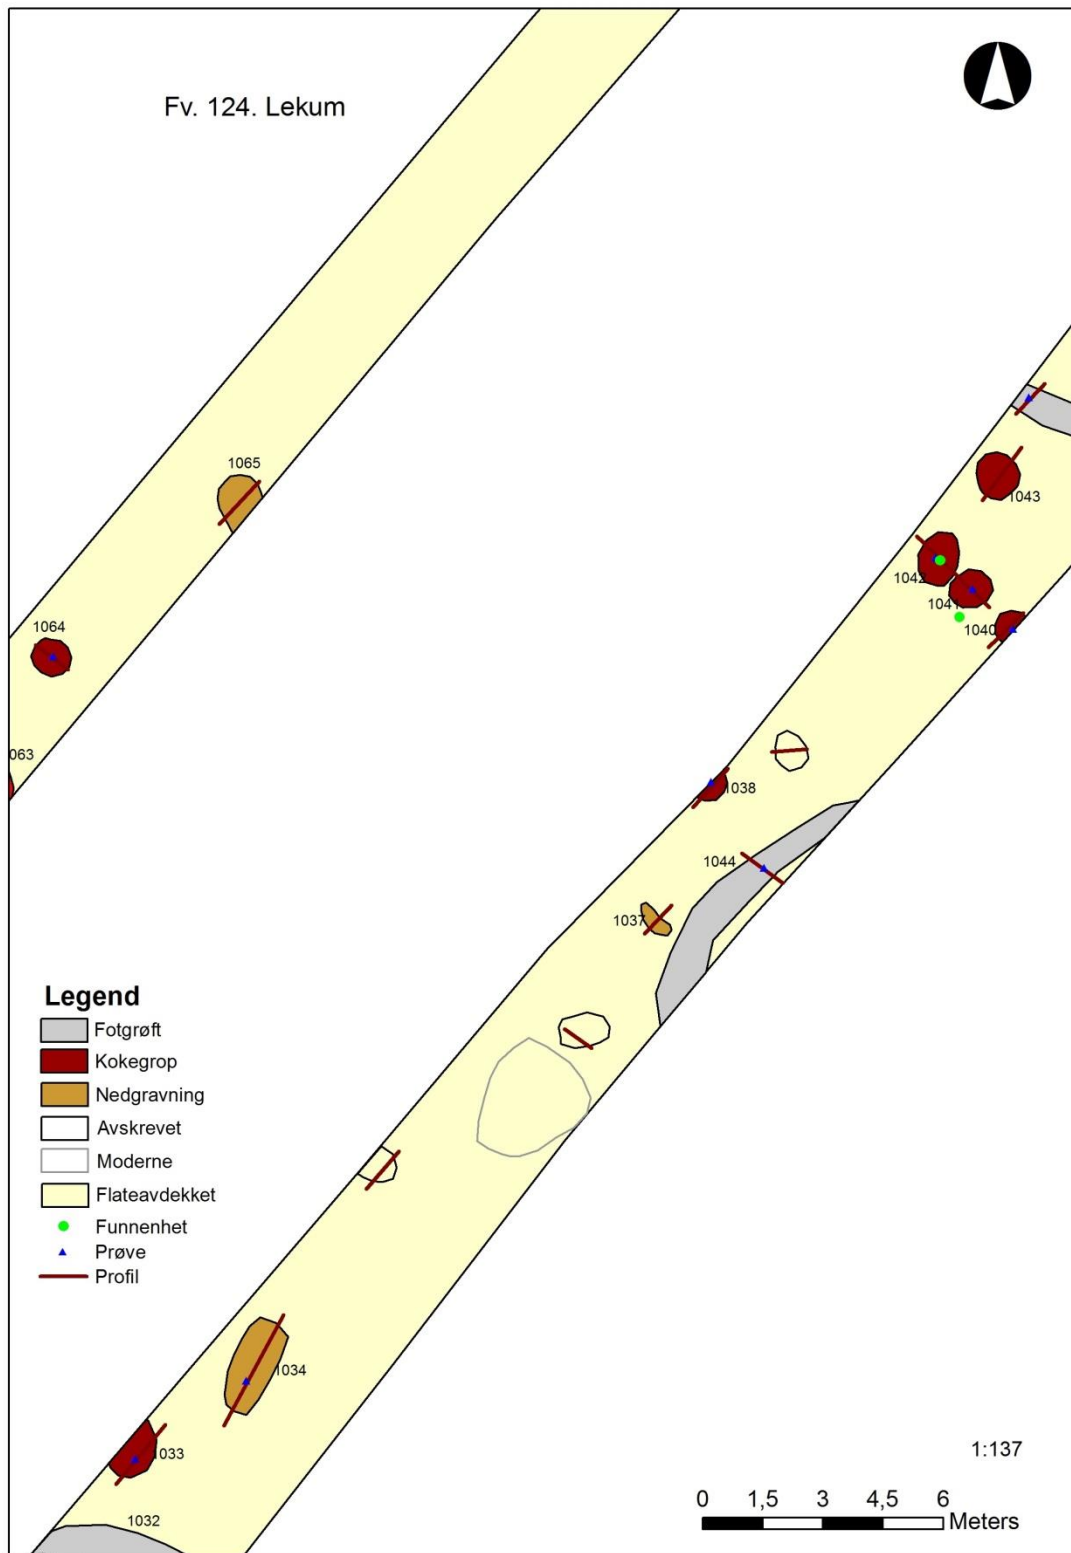 Fv. 124. Lekum
1065
1043
1042
1041
1040
1064
063
1038
1044
1037
Legend
Fotgrøft
Kokegrop
Nedgravning
Avskrevet
Moderne
Flateavdekket
Funnenhet
Prøve
Profil
1034
1033
1032
1:137
0 1,5 3 4,5 6
Meters